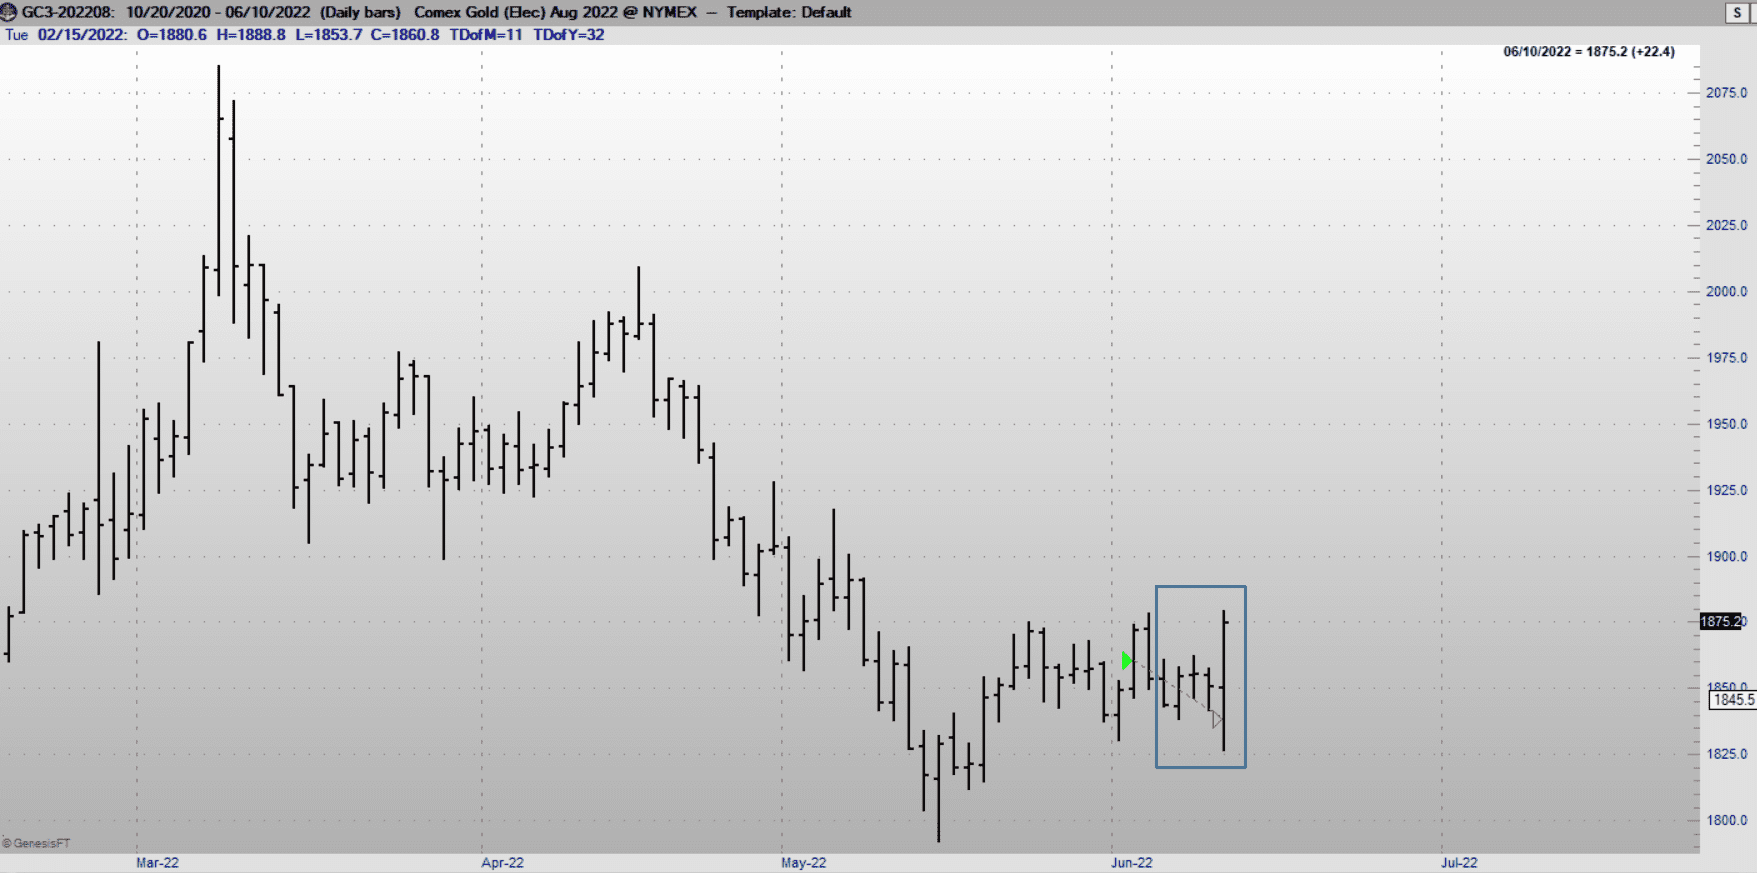 GC3-202208: 10/20/2020 - 06/10/2022 (Daily bars) Comex Gold (Elec) Aug 2022 @ NYMEX – Template: Default
S
Tue 02/15/2022: O=1880.6 H=1888.8 L=1853.7 C=1860.8 TDofM=11 TDofY=32
06/10/2022 = 1875.2 (+22.4)
2075.0
2050.0
2025.0
2000.0
1975.0
1950.0
1925.0
1900.0
1875.20
1850.0
1845.5
1825.0
1800.0
© GenesisFT
Mar-22 Apr-22 May-22 Jun-22 Jul-22